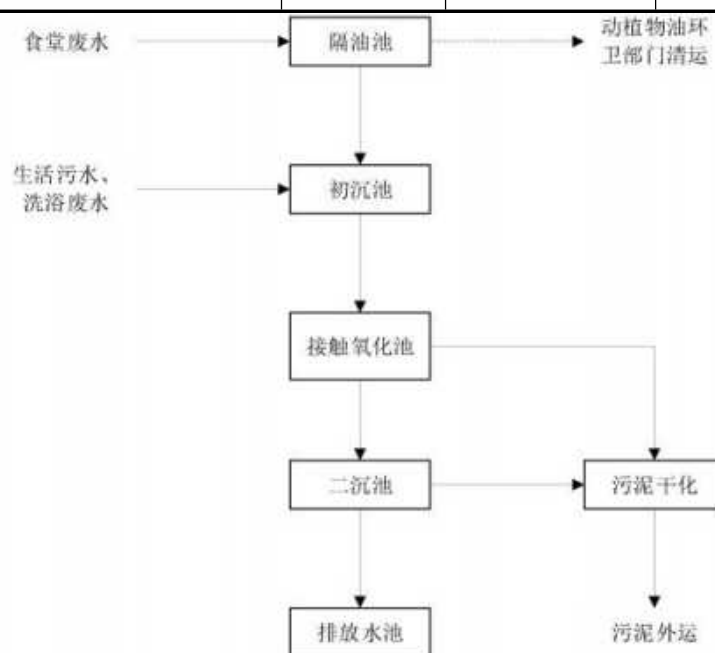 食堂废水
隔油池
动植物油环
卫部门清运
生活污水、
洗浴废水
初沉池
接触氧化池
二沉池
污泥干化
排放水池
污泥外运